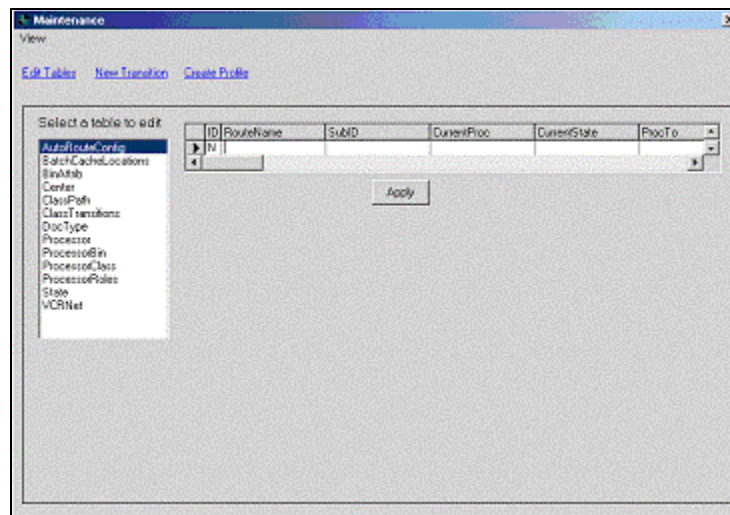 Maintenance
View
Edit Tables New Transition Create Profile
Select a table to edit
ID RouteName SubID CurrentProc CurrentState ProcTo
N
AutoRouteConfig
BatchCacheLocations
BinAttrib
Center
ClassPath
ClassTransitions
DocType
Processor
ProcessorBin
ProcessorClass
ProcessorRoles
State
VCRNet
Apply